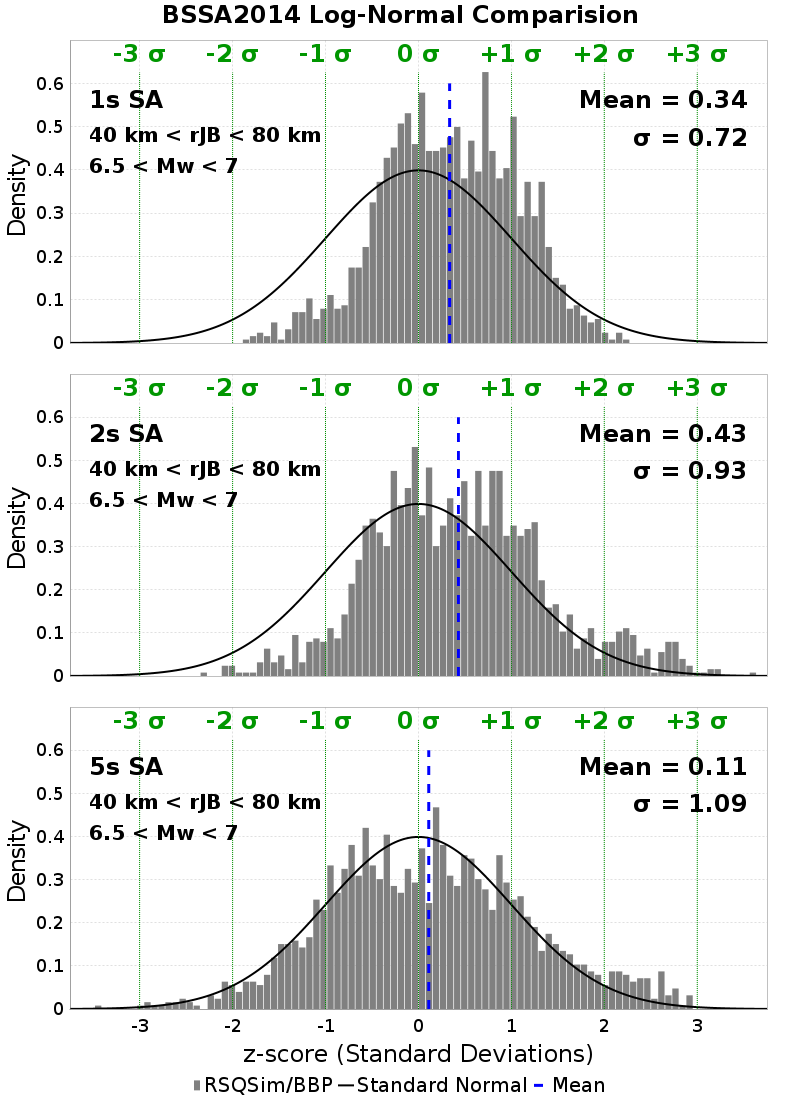 BSSA2014 Log-Normal Comparision
-3 σ -2 σ -1 σ 0 σ +1 σ +2 σ +3 σ
1s SA
Mean = 0.34
40 km < rJB < 80 km
σ = 0.72
6.5 < Mw < 7
Density
0.6
0.5
0.4
0.3
0.2
0.1
0
-3 σ -2 σ -1 σ 0 σ +1 σ +2 σ +3 σ
2s SA
Mean = 0.43
40 km < rJB < 80 km
σ = 0.93
6.5 < Mw < 7
Density
0.6
0.5
0.4
0.3
0.2
0.1
0
-3 σ -2 σ -1 σ 0 σ +1 σ +2 σ +3 σ
5s SA
Mean = 0.11
40 km < rJB < 80 km
σ = 1.09
6.5 < Mw < 7
Density
0.6
0.5
0.4
0.3
0.2
0.1
0
-3 -2 -1 0 1 2 3
z-score (Standard Deviations)
RSQSim/BBP Standard Normal Mean